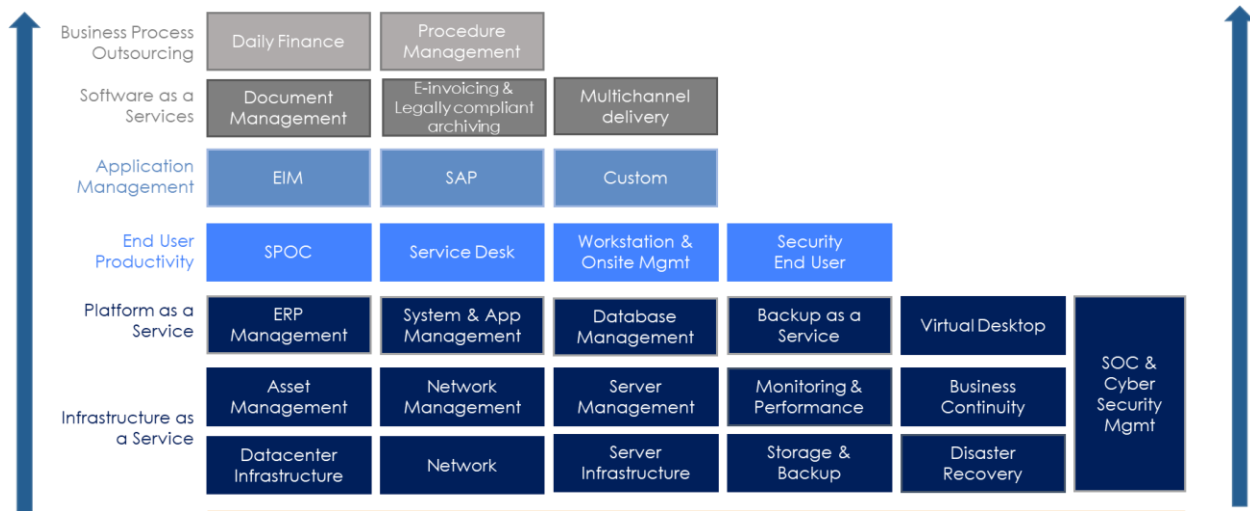 Business Process
Outsourcing
Daily Finance
Procedure
Management
Software as a
Services
Document
Management
E-invoicing &
Legally compliant
archiving
Multichannel
delivery
Application
Management
EIM
SAP
Custom
End User
Productivity
SPOC
Service Desk
Workstation &
Onsite Mgmt
Security
End User
Platform as a
Service
ERP
Management
System & App
Management
Database
Management
Backup as a
Service
Virtual Desktop
SOC &
Cyber
Security
Mgmt
Infrastructure as
a Service
Asset
Management
Network
Management
Server
Management
Monitoring &
Performance
Business
Continuity
Datacenter
Infrastructure
Network
Server
Infrastructure
Storage &
Backup
Disaster
Recovery